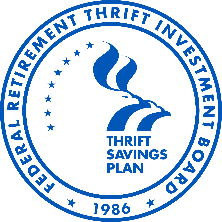 FEDERAL RETIREMENT THRIFT INVESTMENT BOARD
THRIFT
SAVINGS
PLAN
1986